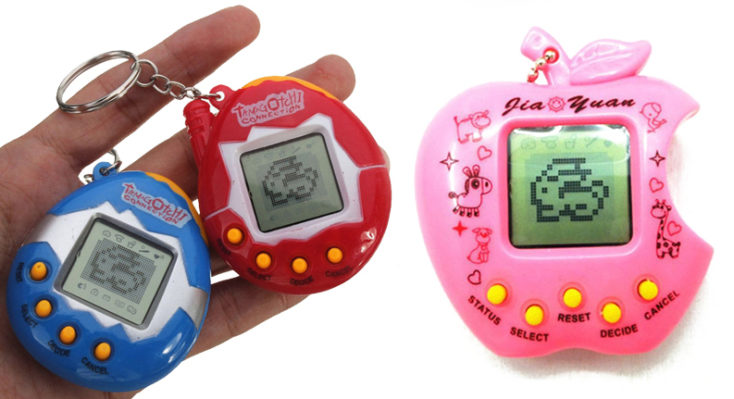 TAMAGOTCHI
CONNECTION
SELECT
DECIDE
CANCEL
TAMAGOTCHI
CONNECTION
SELECT
DECIDE
CANCEL
Jia Yuan
STATUS
SELECT
RESET
DECIDE
CANCEL